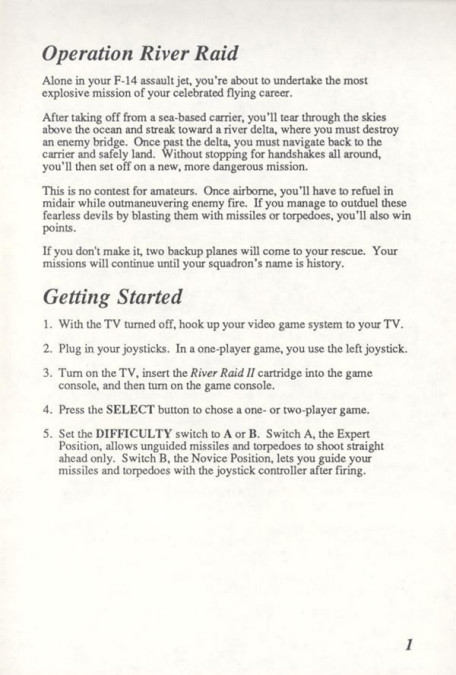 Operation River Raid
Alone in your F-14 assault jet, you're about to undertake the most
explosive mission of your celebrated flying career.
After taking off from a sea-based carrier, you'll tear through the skies
above the ocean and streak toward a river delta, where you must destroy
an enemy bridge. Once past the delta, you must navigate back to the
carrier and safely land. Without stopping for handshakes all around,
you'll then set off on a new, more dangerous mission.
This is no contest for amateurs. Once airborne, you'll have to refuel in
midair while outmaneuvering enemy fire. If you manage to outduel these
fearless devils by blasting them with missiles or torpedoes, you'll also win
points.
If you don't make it, two backup planes will come to your rescue. Your
missions will continue until your squadron's name is history.
Getting Started
1. With the TV turned off, hook up your video game system to your TV.
2. Plug in your joysticks. In a one-player game, you use the left joystick.
3. Turn on the TV, insert the River Raid II cartridge into the game
console, and then turn on the game console.
4. Press the SELECT button to chose a one- or two-player game.
5. Set the DIFFICULTY switch to A or B. Switch A, the Expert
Position, allows unguided missiles and torpedoes to shoot straight
ahead only. Switch B, the Novice Position, lets you guide your
missiles and torpedoes with the joystick controller after firing.
1